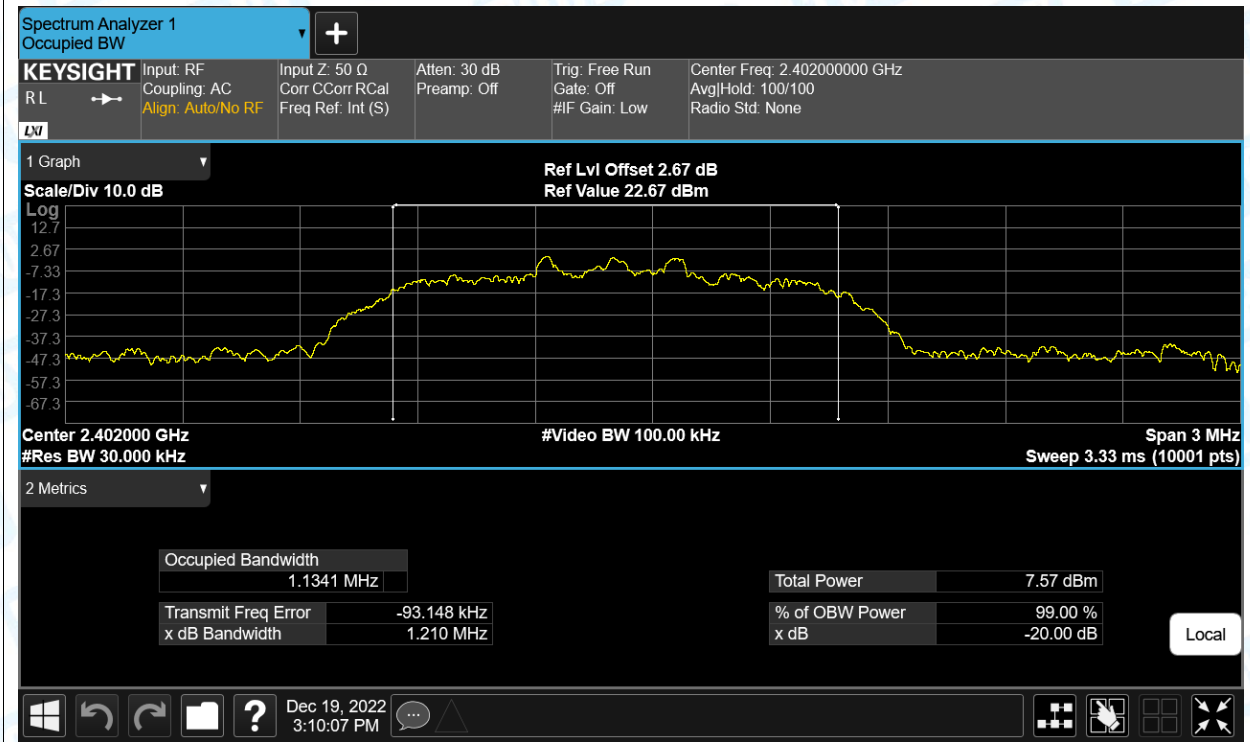 Spectrum Analyzer 1
Occupied BW
KEYSIGHT
R L
LXI
Input: RF
Coupling: AC
Align: Auto/No RF
Input Z: 50 Ω
Corr CCorr RCal
Freq Ref: Int (S)
Atten: 30 dB
Preamp: Off
Trig: Free Run
Gate: Off
#IF Gain: Low
Center Freq: 2.402000000 GHz
Avg|Hold: 100/100
Radio Std: None
1 Graph
Scale/Div 10.0 dB
Ref Lvl Offset 2.67 dB
Ref Value 22.67 dBm
Log
12.7
2.67
-7.33
-17.3
-27.3
-37.3
-47.3
-57.3
-67.3
Center 2.402000 GHz
#Video BW 100.00 kHz
Span 3 MHz
#Res BW 30.000 kHz
Sweep 3.33 ms (10001 pts)
2 Metrics
Occupied Bandwidth
1.1341 MHz
Total Power 7.57 dBm
Transmit Freq Error -93.148 kHz
% of OBW Power 99.00 %
x dB Bandwidth 1.210 MHz
x dB -20.00 dB
Local
?
Dec 19, 2022
3:10:07 PM